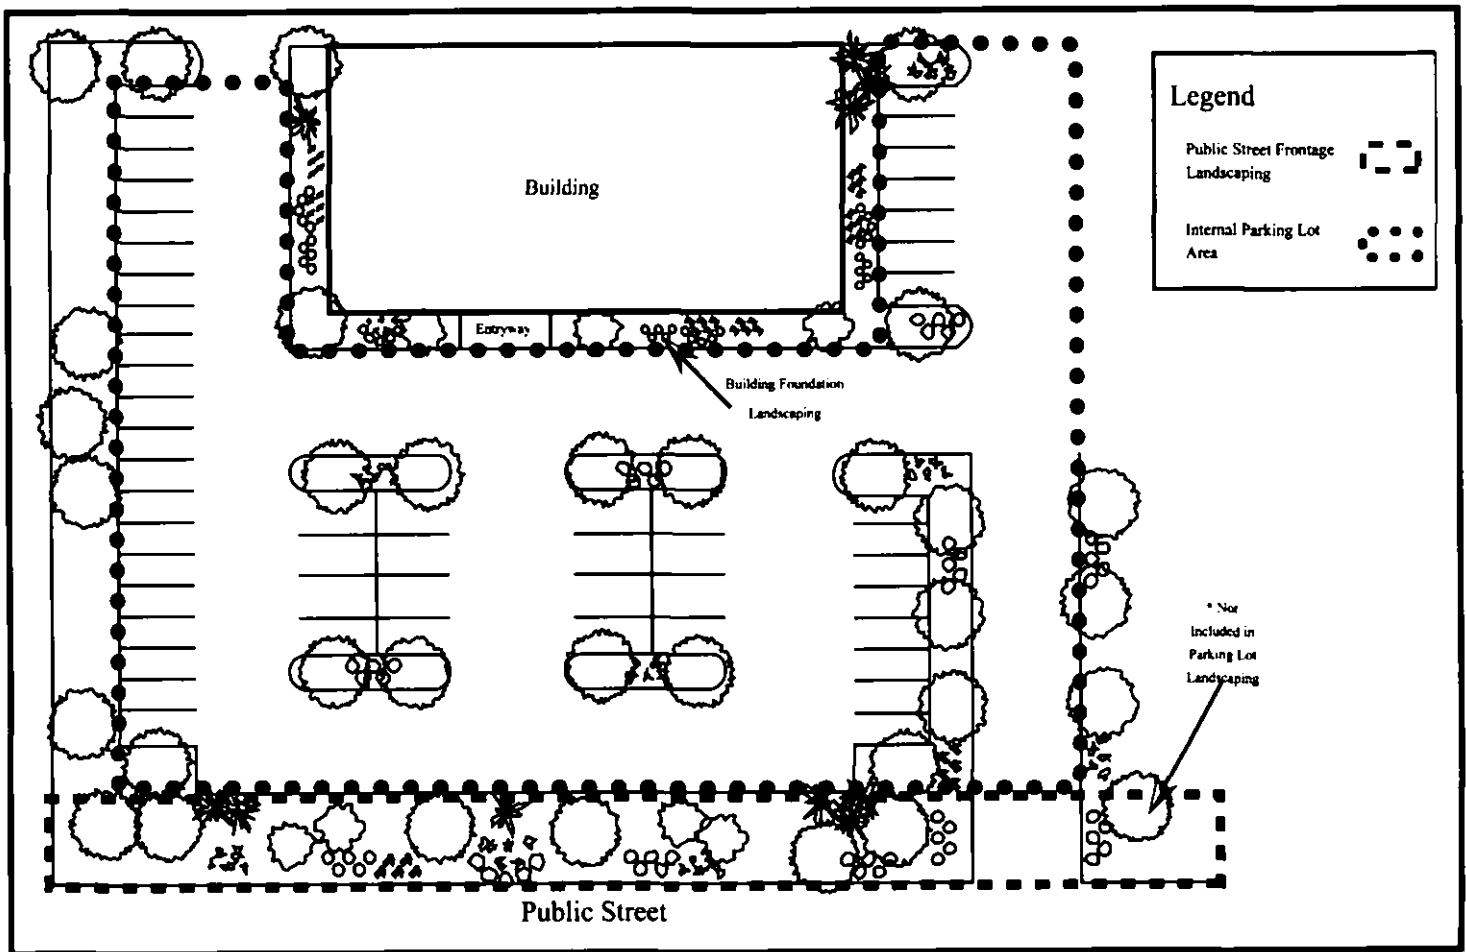 Legend
Public Street Frontage
Landscaping
Internal Parking Lot
Area
Building
Entryway
Building Foundation
Landscaping
* Not
Included in
Parking Lot
Landscaping
Public Street